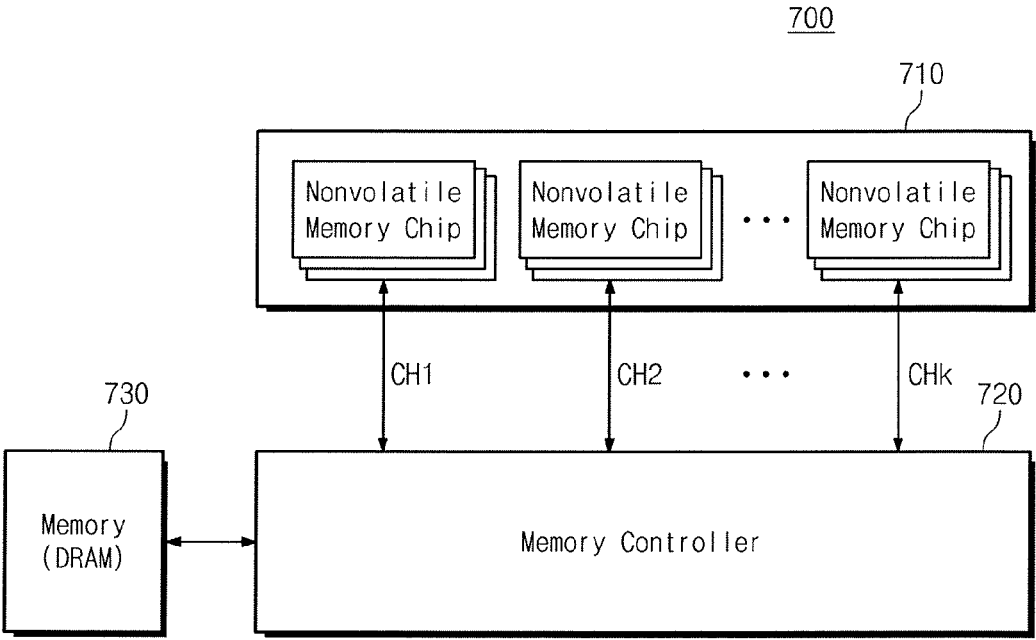 700
710
Nonvolatile
Memory Chip
Nonvolatile
Memory Chip
• • •
Nonvolatile
Memory Chip
CH1
CH2
• • •
CHk
730
720
Memory
(DRAM)
Memory Controller